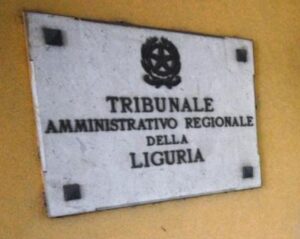 TRIBUNALE
AMMINISTRATIVO REGIONALE
DELLA
LIGURIA